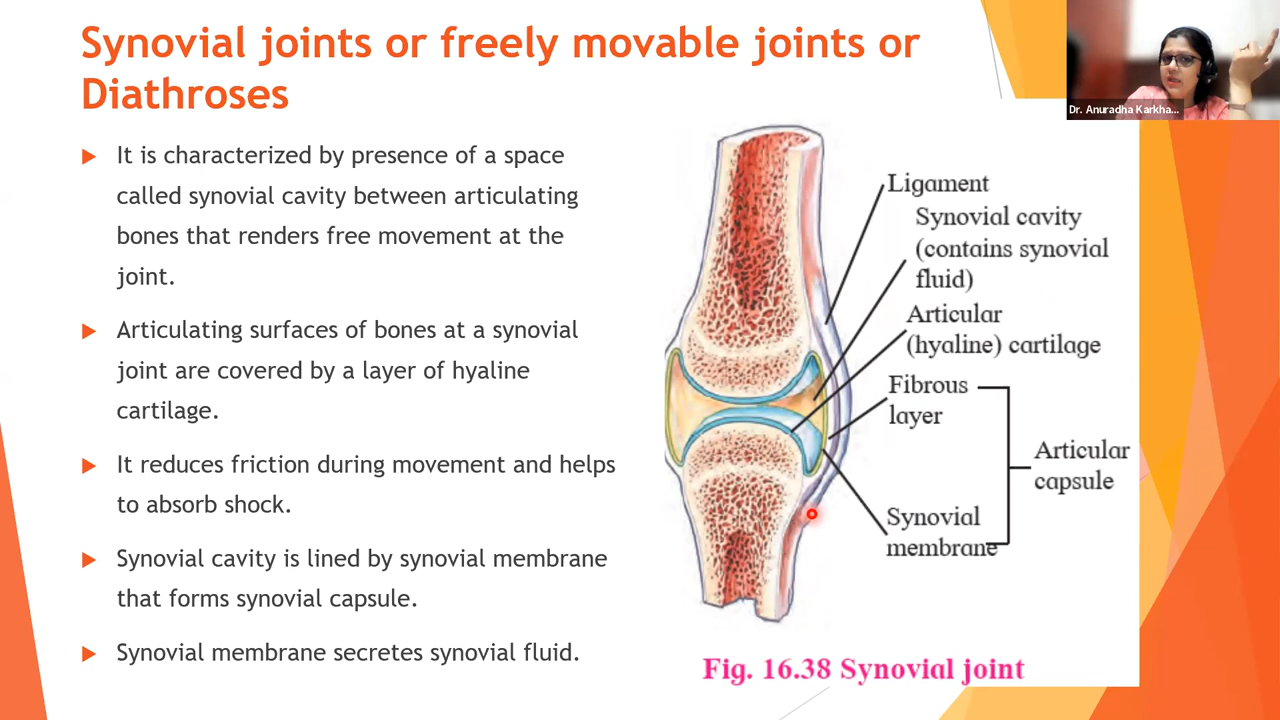 Synovial joints or freely movable joints or
Diathroses
It is characterized by presence of a space
called synovial cavity between articulating
bones that renders free movement at the
joint.
Articulating surfaces of bones at a synovial
joint are covered by a layer of hyaline
cartilage.
It reduces friction during movement and helps
to absorb shock.
Synovial cavity is lined by synovial membrane
that forms synovial capsule.
Synovial membrane secretes synovial fluid.
Ligament
Synovial cavity
(contains synovial
fluid)
Articular
(hyaline) cartilage
Fibrous
layer
Articular
capsule
Synovial
membrane
Fig. 16.38 Synovial joint
Dr. Anuradha Karkha...